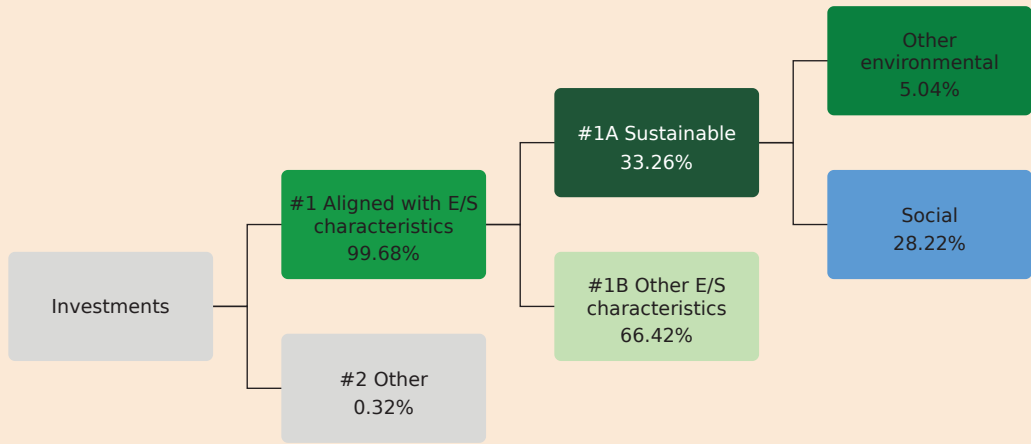 Investments
#1 Aligned with E/S
characteristics
99.68%
#2 Other
0.32%
#1A Sustainable
33.26%
#1B Other E/S
characteristics
66.42%
Other
environmental
5.04%
Social
28.22%